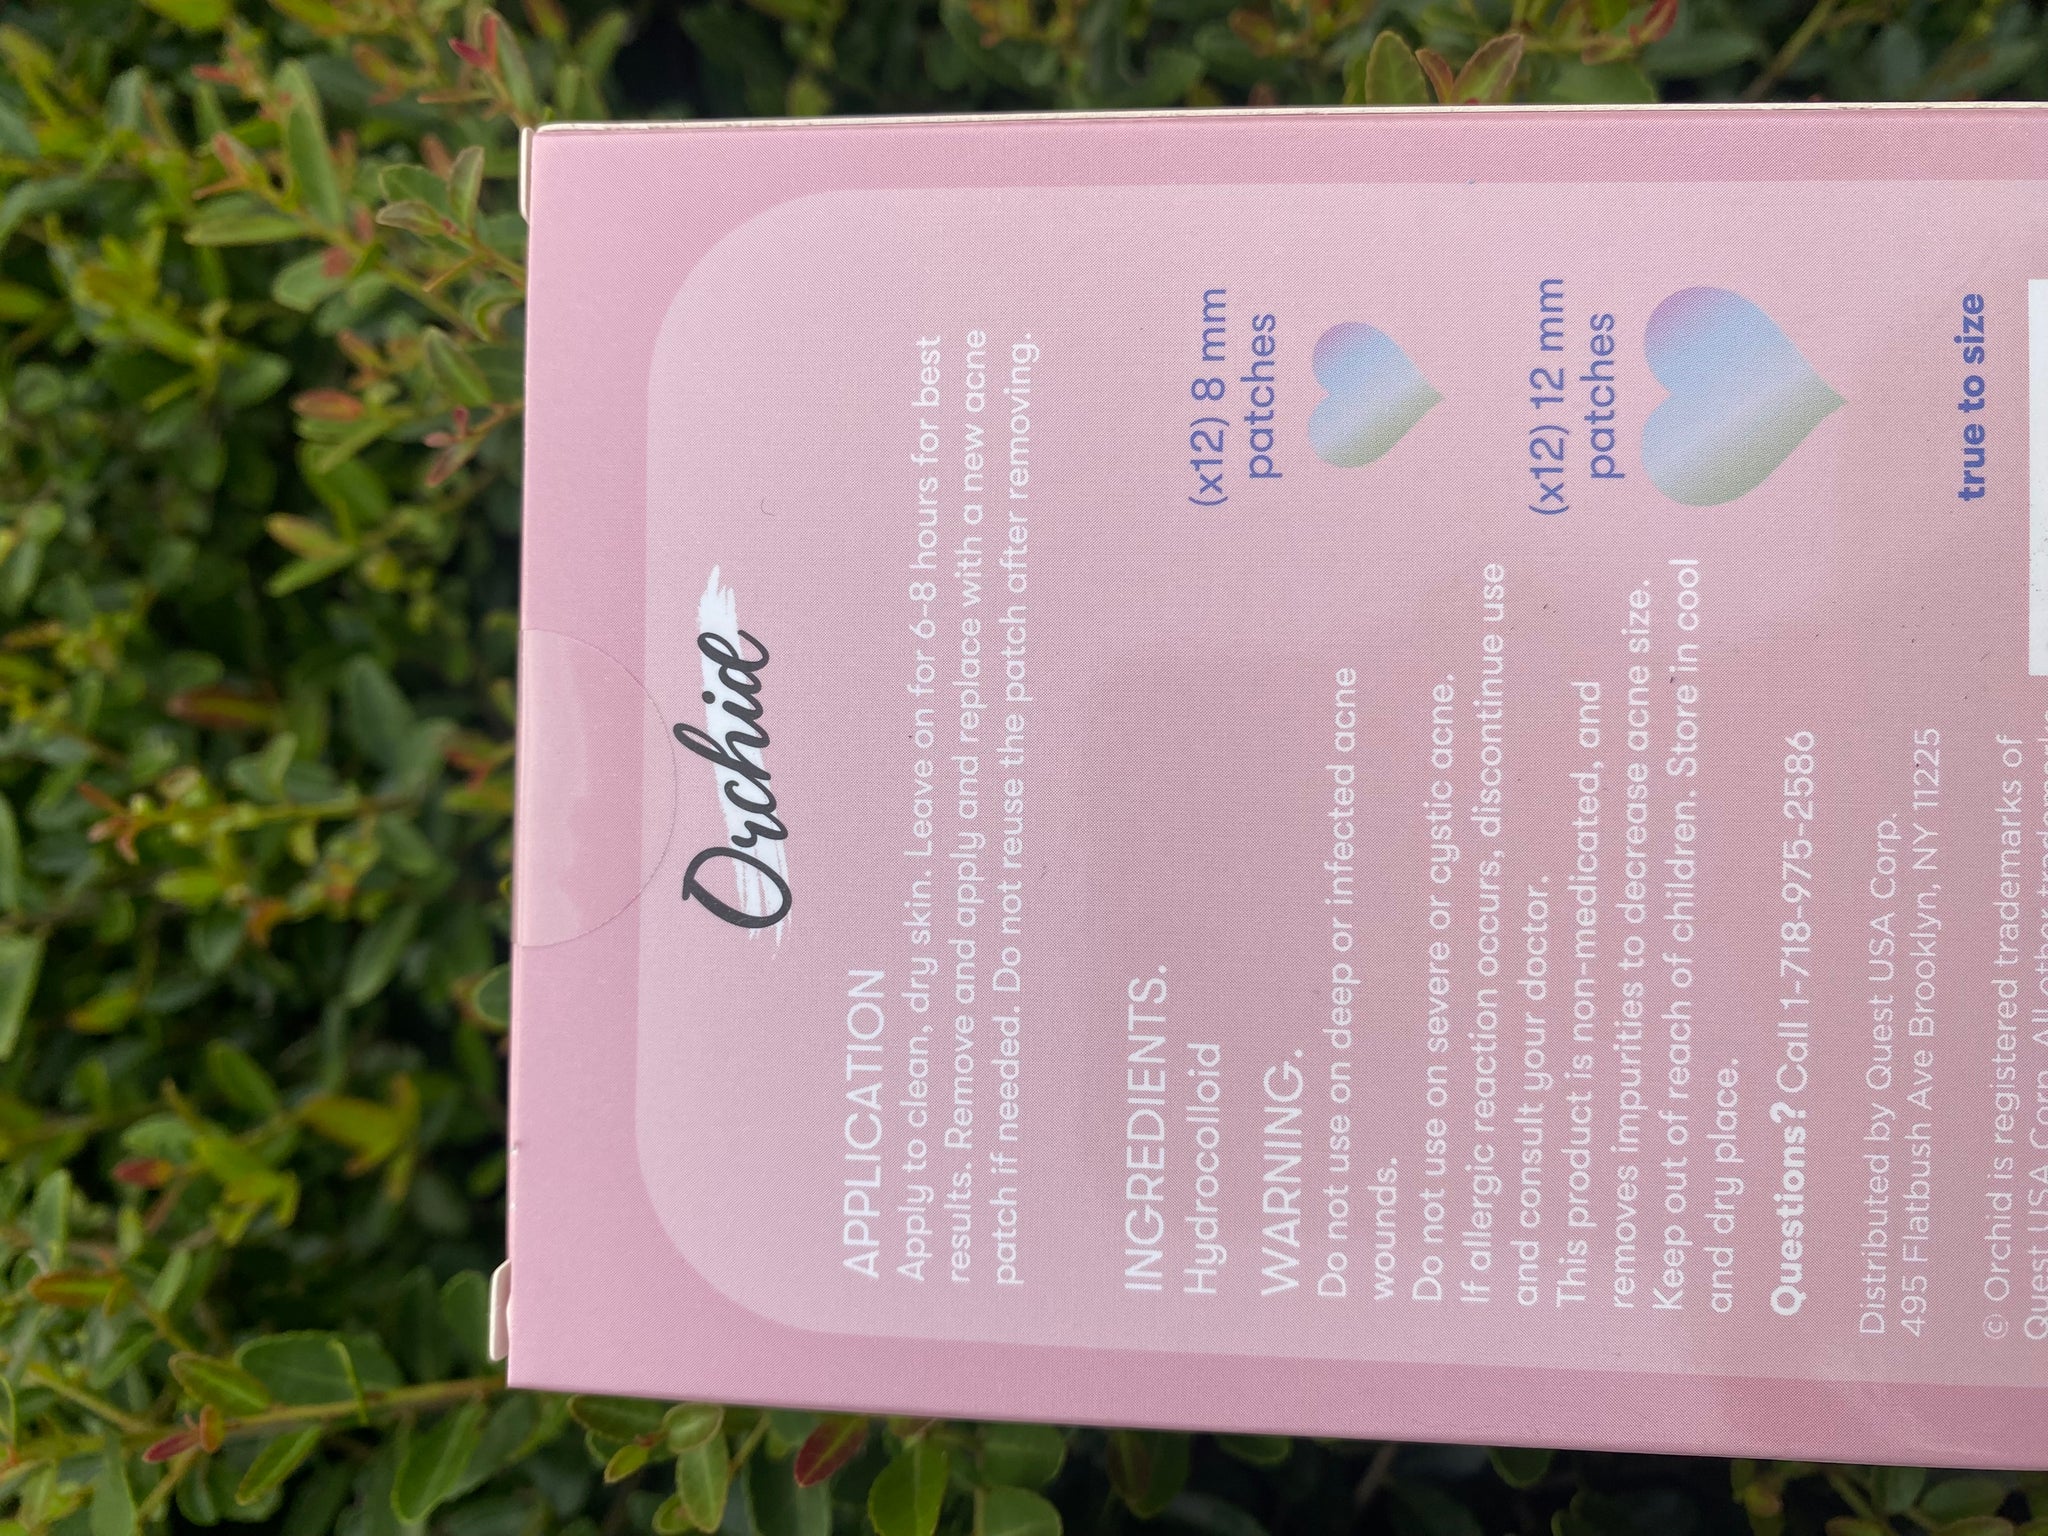 Orchid
APPLICATION
Apply to clean, dry skin. Leave on for 6-8 hours for best
results. Remove and apply and replace with a new acne
patch if needed. Do not reuse the patch after removing.
INGREDIENTS.
Hydrocolloid
WARNING.
Do not use on deep or infected acne
wounds.
Do not use on severe or cystic acne.
If allergic reaction occurs, discontinue use
and consult your doctor.
This product is non-medicated, and
removes impurities to decrease acne size.
Keep out of reach of children. Store in cool
and dry place.
Questions? Call 1-718-975-2586
Distributed by Quest USA Corp.
495 Flatbush Ave Brooklyn, NY 11225
© Orchid is registered trademarks of
Quest USA Corp. All other trademarks
(x12) 8 mm
patches
(x12) 12 mm
patches
true to size